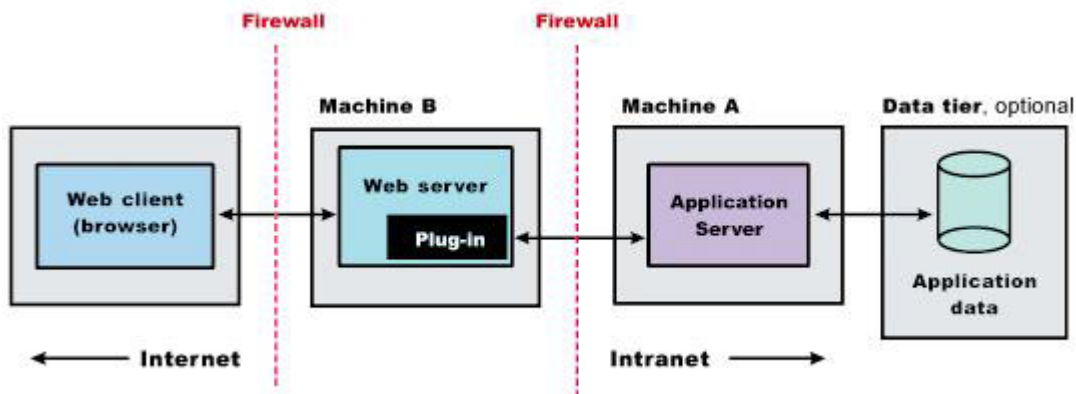 Firewall
Firewall
Machine B
Machine A
Data tier, optional
Web client
(browser)
Web server
Plug-in
Application
Server
Application
data
Internet
Intranet